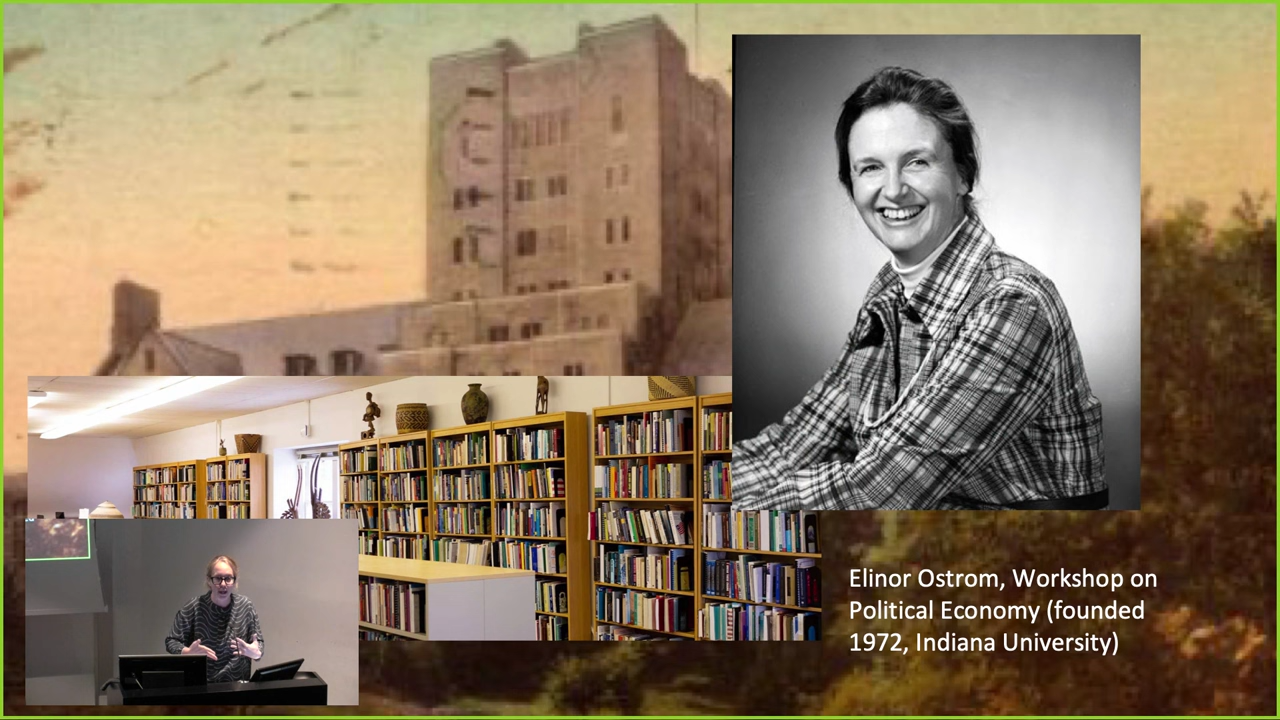 Elinor Ostrom, Workshop on
Political Economy (founded
1972, Indiana University)